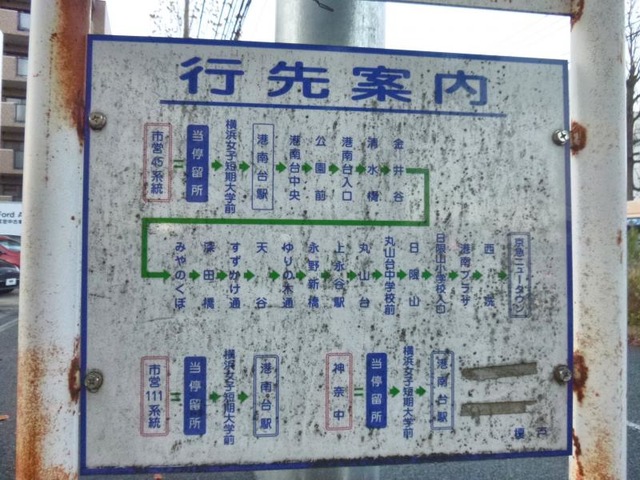 行先案内
市営45系統
当停留所
横浜女子短期大学前
港南台駅
港南台中央
公園前
港南台入口
清水橋
金井谷
みやのくぼ
深田橋
すずかけ通
天谷
ゆりの木通
永野新橋
上永谷駅
丸山台
丸山台中学校前
日限山
日限山小学校入口
港南プラザ
西洗
京急ニュータウン
市営111系統
当停留所
横浜女子短期大学前
港南台駅
神奈中
当停留所
横浜女子短期大学前
港南台駅